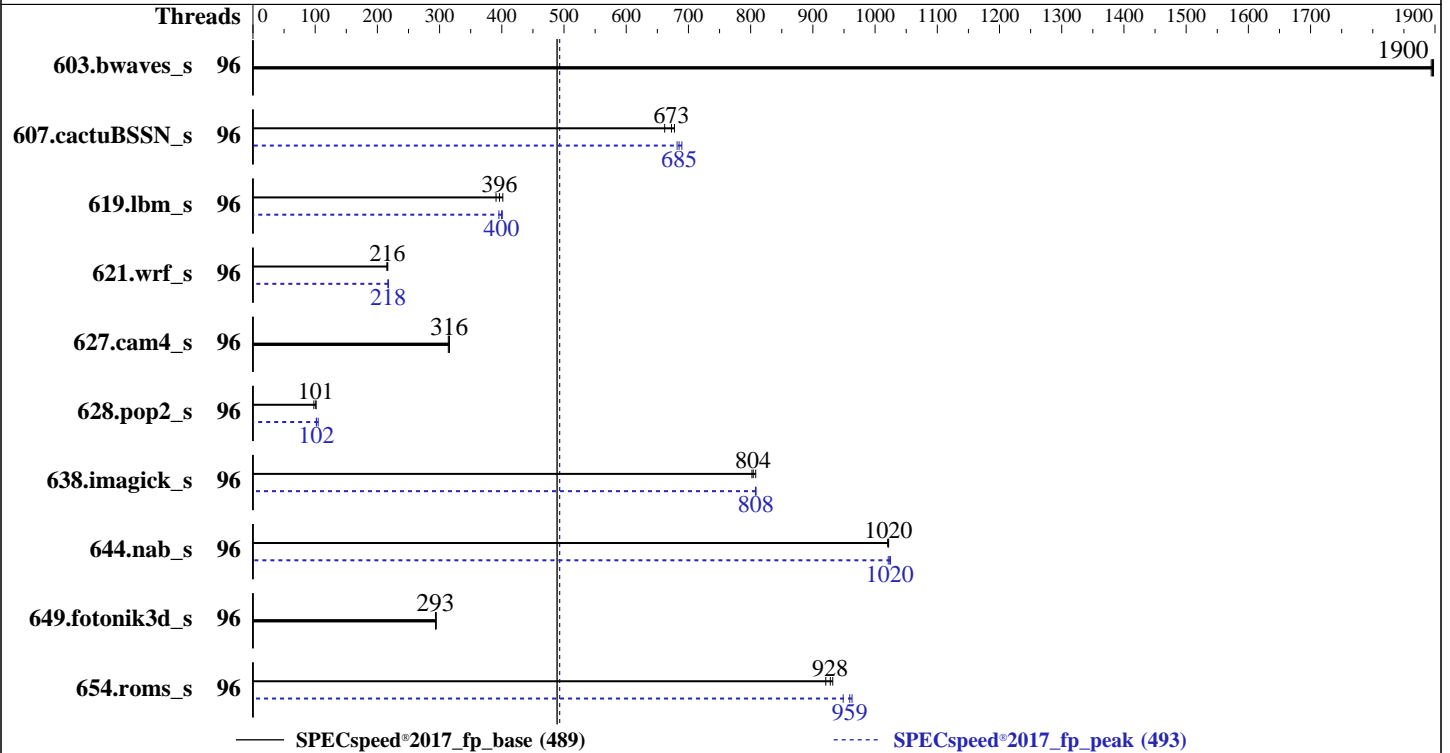 Threads 0 100 200 300 400 500 600 700 800 900 1000 1100 1200 1300 1400 1500 1600 1700 1900
1900
603.bwaves_s 96
673
607.cactuBSSN_s 96
685
396
619.lbm_s 96
400
216
621.wrf_s 96
218
316
627.cam4_s 96
101
628.pop2_s 96
102
804
638.imagick_s 96
808
1020
644.nab_s 96
1020
293
649.fotonik3d_s 96
928
654.roms_s 96
959
SPECspeed®2017_fp_base (489) SPECspeed®2017_fp_peak (493)